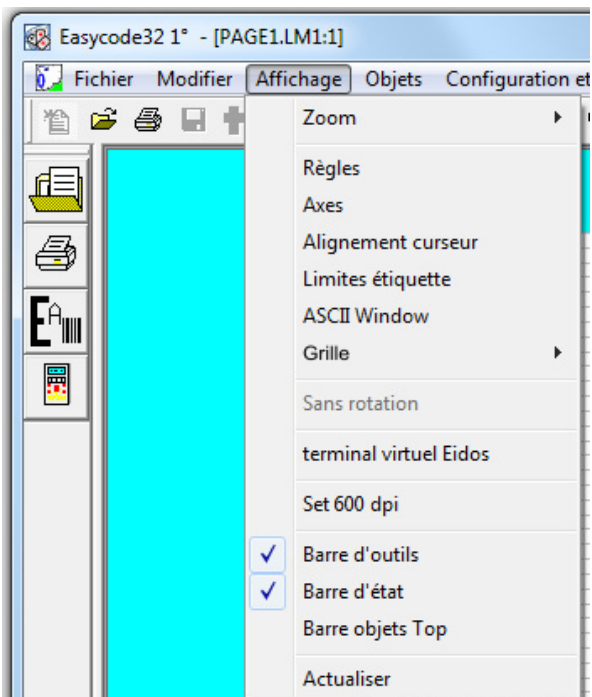 Easycode32 1° - [PAGE1.LM1:1]
Fichier Modifier Affichage Objets Configuration et
Zoom
Règles
Axes
Alignement curseur
Limites étiquette
ASCII Window
Grille
Sans rotation
terminal virtuel Eidos
Set 600 dpi
Barre d'outils
Barre d'état
Barre objets Top
Actualiser